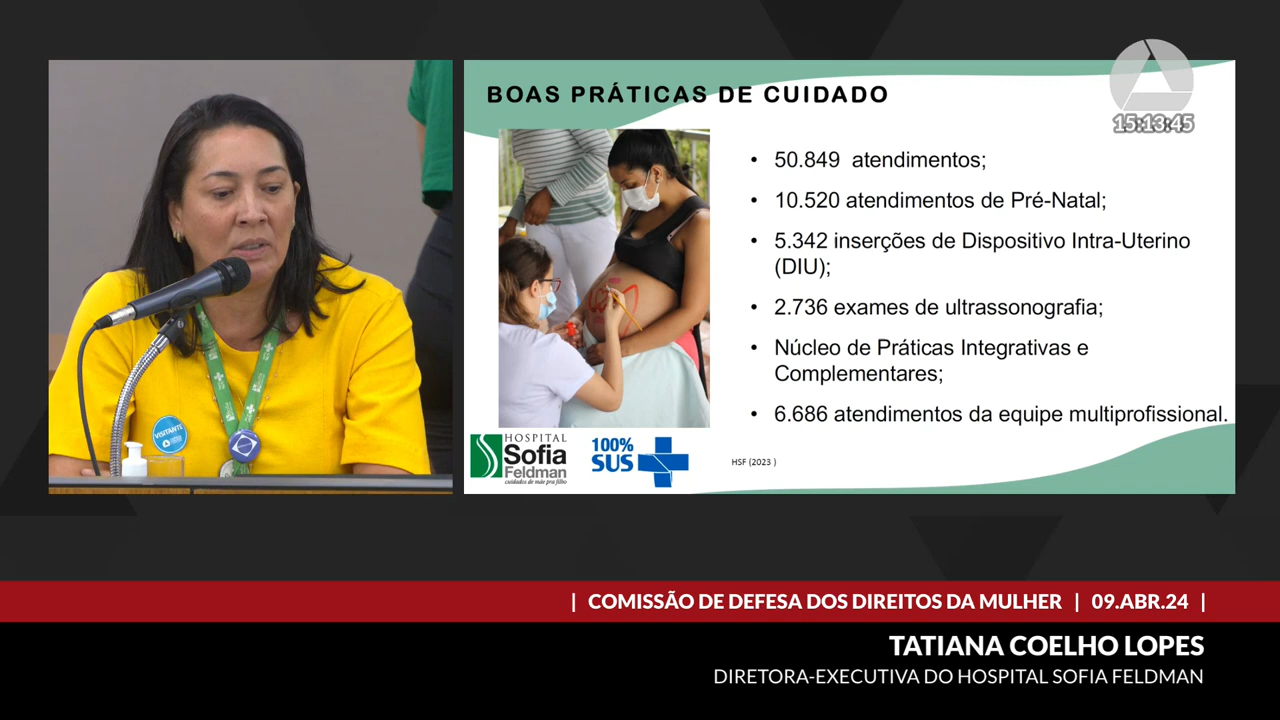 BOAS PRÁTICAS DE CUIDADO
15:13:45
• 50.849 atendimentos;
• 10.520 atendimentos de Pré-Natal;
• 5.342 inserções de Dispositivo Intra-Uterino
(DIU);
• 2.736 exames de ultrassonografia;
• Núcleo de Práticas Integrativas e
Complementares;
• 6.686 atendimentos da equipe multiprofissional.
HOSPITAL
Sofia
Feldman
cuidados de mãe pra filho
100%
SUS
HSF (2023 )
VISITANTE
| COMISSÃO DE DEFESA DOS DIREITOS DA MULHER | 09.ABR.24 |
TATIANA COELHO LOPES
DIRETORA-EXECUTIVA DO HOSPITAL SOFIA FELDMAN